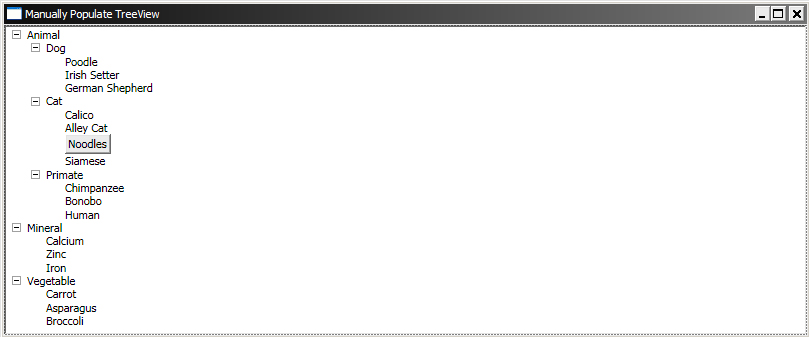 Manually Populate TreeView
Animal
Dog
Poodle
Irish Setter
German Shepherd
Cat
Calico
Alley Cat
Noodles
Siamese
Primate
Chimpanzee
Bonobo
Human
Mineral
Calcium
Zinc
Iron
Vegetable
Carrot
Asparagus
Broccoli